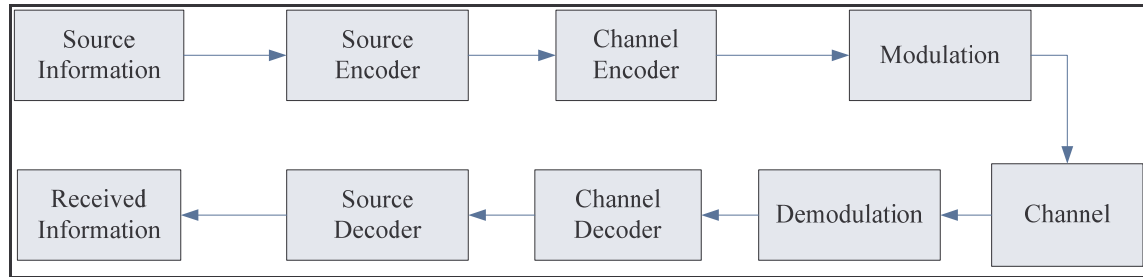 Source
Information
Source
Encoder
Channel
Encoder
Modulation
Channel
Demodulation
Channel
Decoder
Source
Decoder
Received
Information